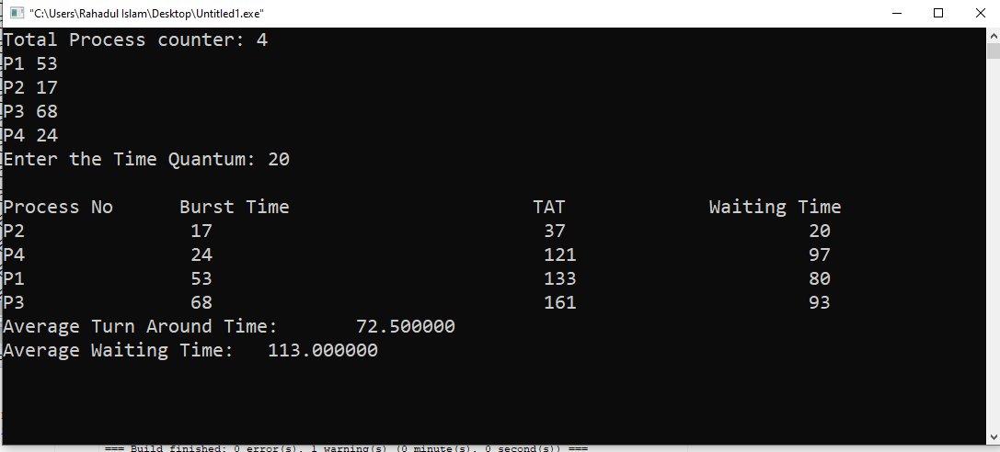 "C:\Users\Rahadul Islam\Desktop\Untitled1.exe"
Total Process counter: 4
P1 53
P2 17
P3 68
P4 24
Enter the Time Quantum: 20
Process No Burst Time TAT Waiting Time
P2 17 37 20
P4 24 121 97
P1 53 133 80
P3 68 161 93
Average Turn Around Time: 72.500000
Average Waiting Time: 113.000000
=== Build finished: 0 error(s), 1 warning(s) (0 minute(s), 0 second(s)) ===